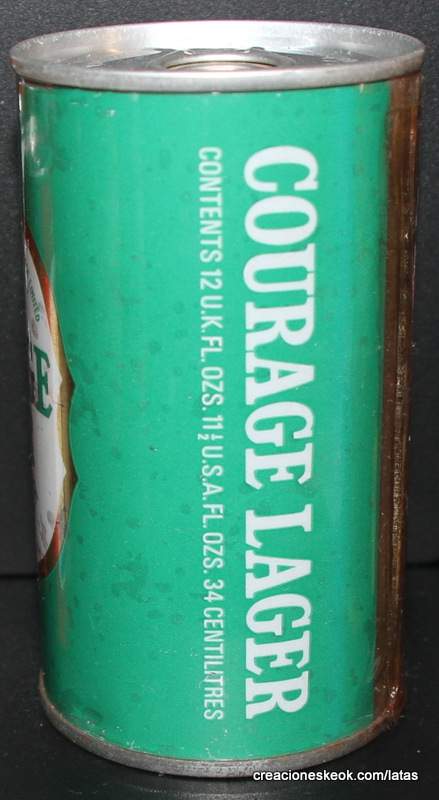 COURAGE LAGER
CONTENTS 12 U.K.FL. OZS. 11½ U.S.A.FL. OZS. 34 CENTILITRES
creacioneskeok.com/latas